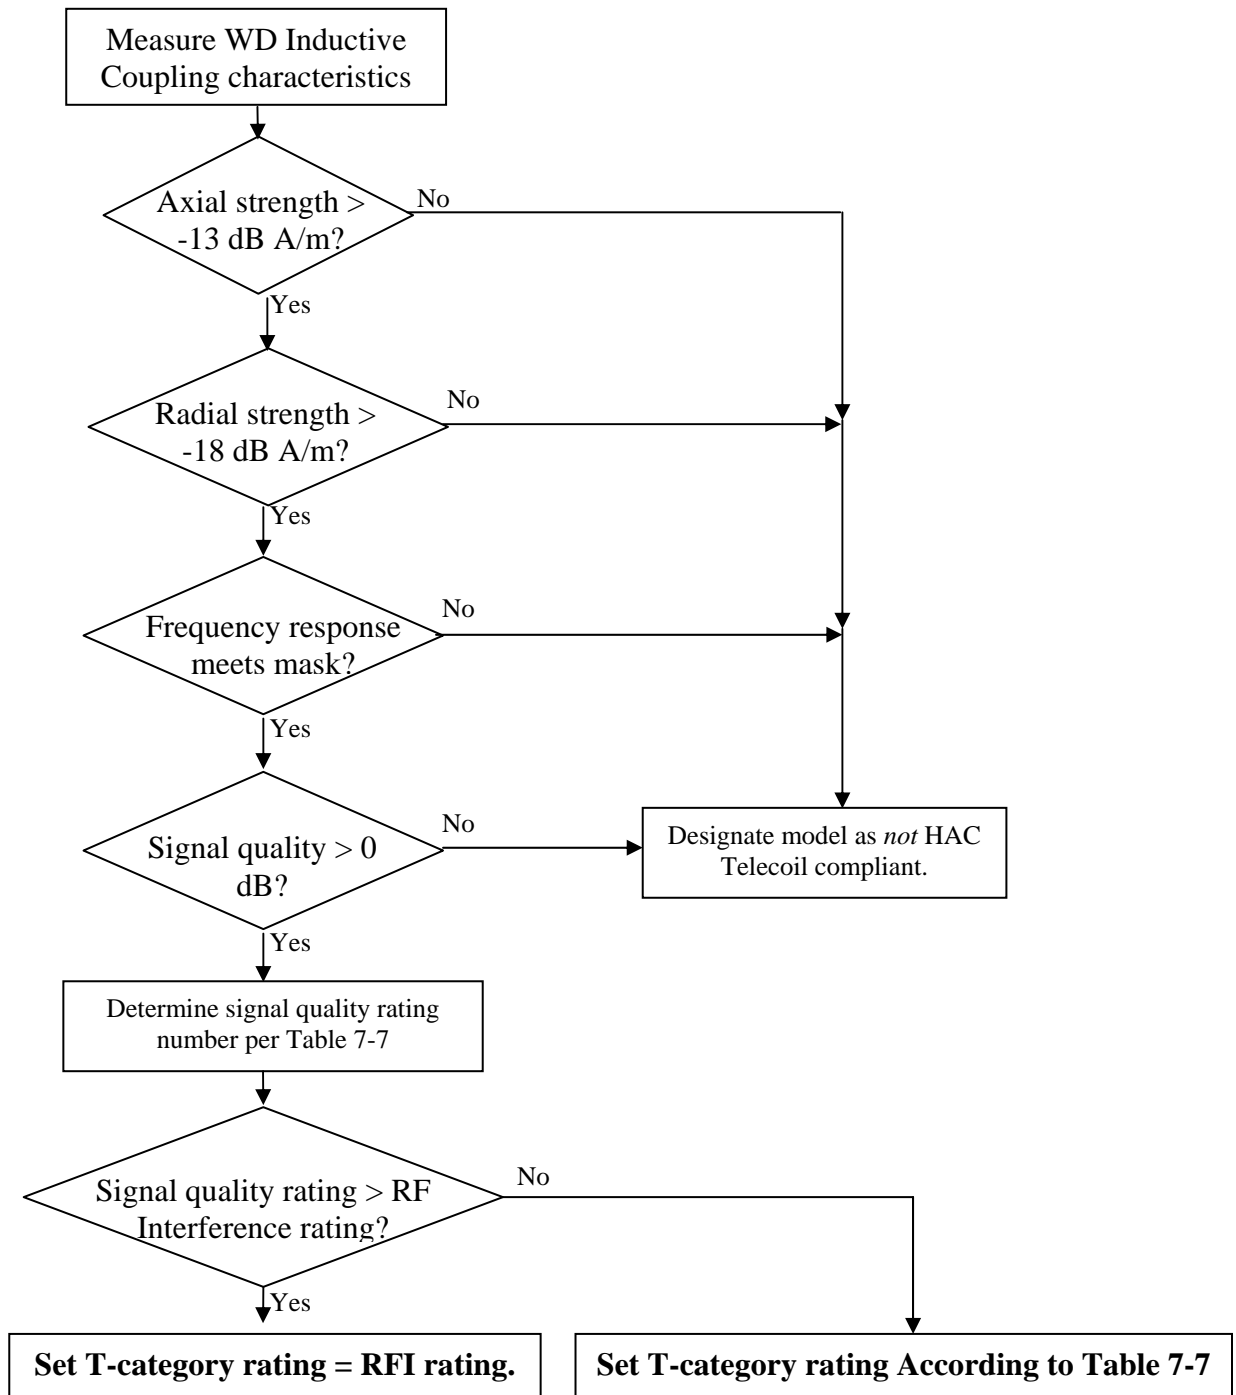 Measure WD Inductive
Coupling characteristics
Axial strength >
-13 dB A/m?
No
Yes
Radial strength >
-18 dB A/m?
No
Yes
Frequency response
meets mask?
No
Yes
Signal quality > 0
dB?
No
Designate model as not HAC
Telecoil compliant.
Yes
Determine signal quality rating
number per Table 7-7
Signal quality rating > RF
Interference rating?
No
Yes
Set T-category rating = RFI rating.
Set T-category rating According to Table 7-7